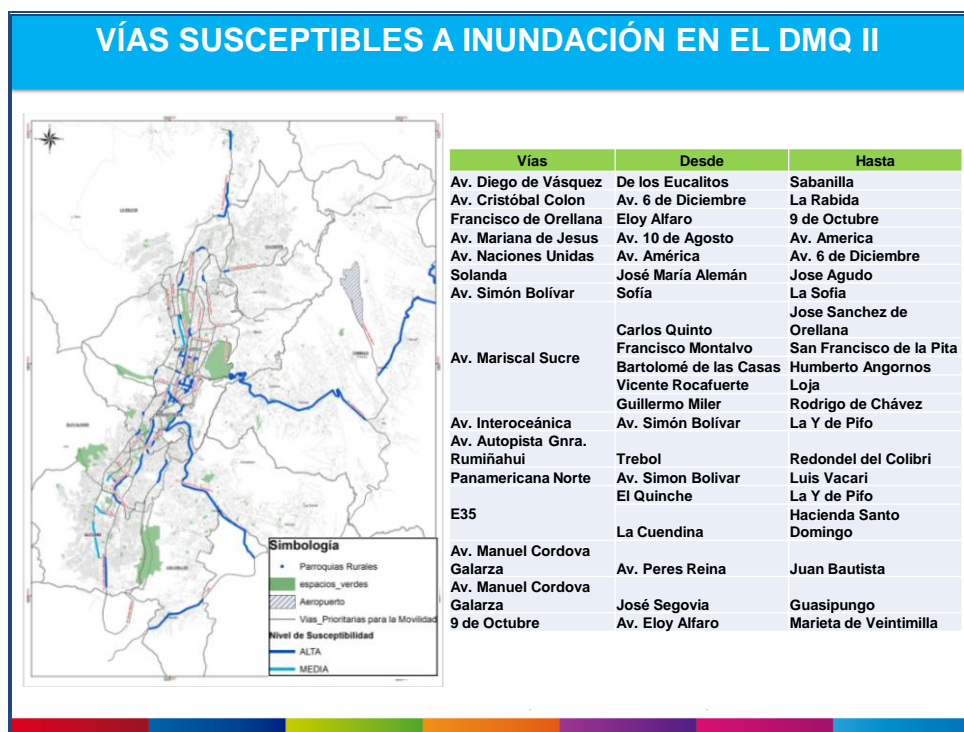 VÍAS SUSCEPTIBLES A INUNDACIÓN EN EL DMQ II
Simbología
Parroquias Rurales
espacios_verdes
Aeropuerto
Vias_Prioritarias para la Movilidad
Nivel de Susceptibilidad
ALTA
MEDIA
Vías Desde Hasta
Av. Diego de Vásquez De los Eucalitos Sabanilla
Av. Cristóbal Colon Av. 6 de Diciembre La Rabida
Francisco de Orellana Eloy Alfaro 9 de Octubre
Av. Mariana de Jesus Av. 10 de Agosto Av. America
Av. Naciones Unidas Av. América Av. 6 de Diciembre
Solanda José María Alemán Jose Agudo
Av. Simón Bolívar Sofía La Sofia
Av. Mariscal Sucre
Carlos Quinto Jose Sanchez de
Orellana
Francisco Montalvo San Francisco de la Pita
Bartolomé de las Casas Humberto Angornos
Vicente Rocafuerte Loja
Guillermo Miler Rodrigo de Chávez
Av. Interoceánica Av. Simón Bolívar La Y de Pifo
Av. Autopista Gnra.
Rumiñahui Trebol Redondel del Colibri
Panamericana Norte Av. Simon Bolivar Luis Vacari
E35
El Quinche La Y de Pifo
La Cuendina Hacienda Santo
Domingo
Av. Manuel Cordova
Galarza Av. Peres Reina Juan Bautista
Av. Manuel Cordova
Galarza José Segovia Guasipungo
9 de Octubre Av. Eloy Alfaro Marieta de Veintimilla